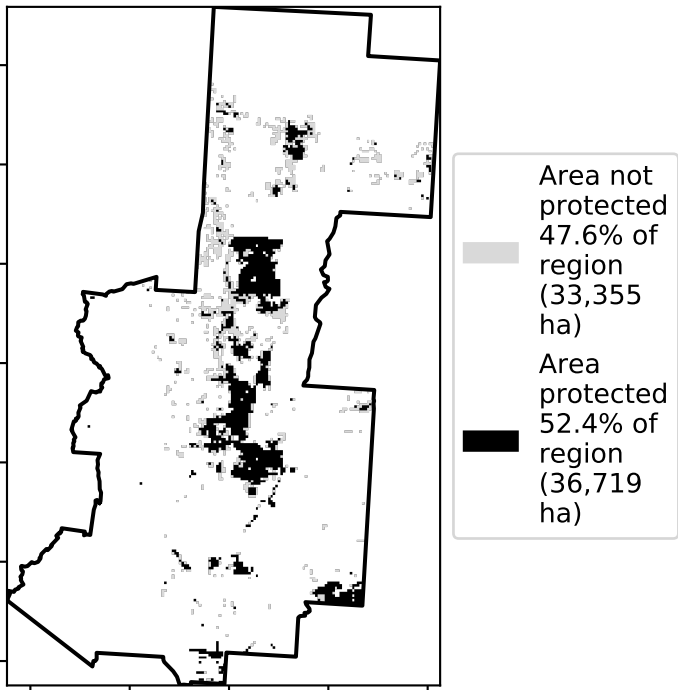 Area not
protected
47.6% of
region
(33,355
ha)
Area
protected
52.4% of
region
(36,719
ha)